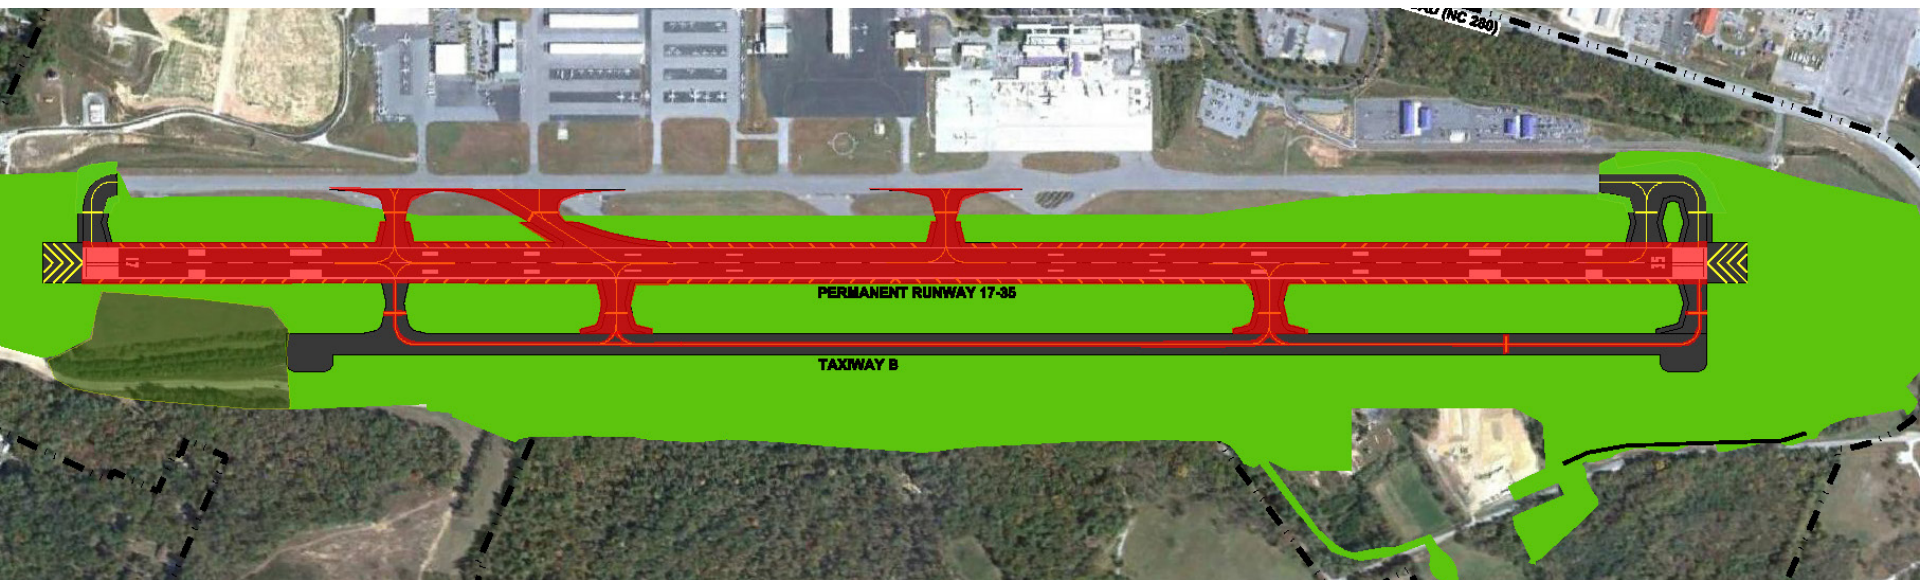 (NC 280)
17
35
PERMANENT RUNWAY 17-35
TAXIWAY B